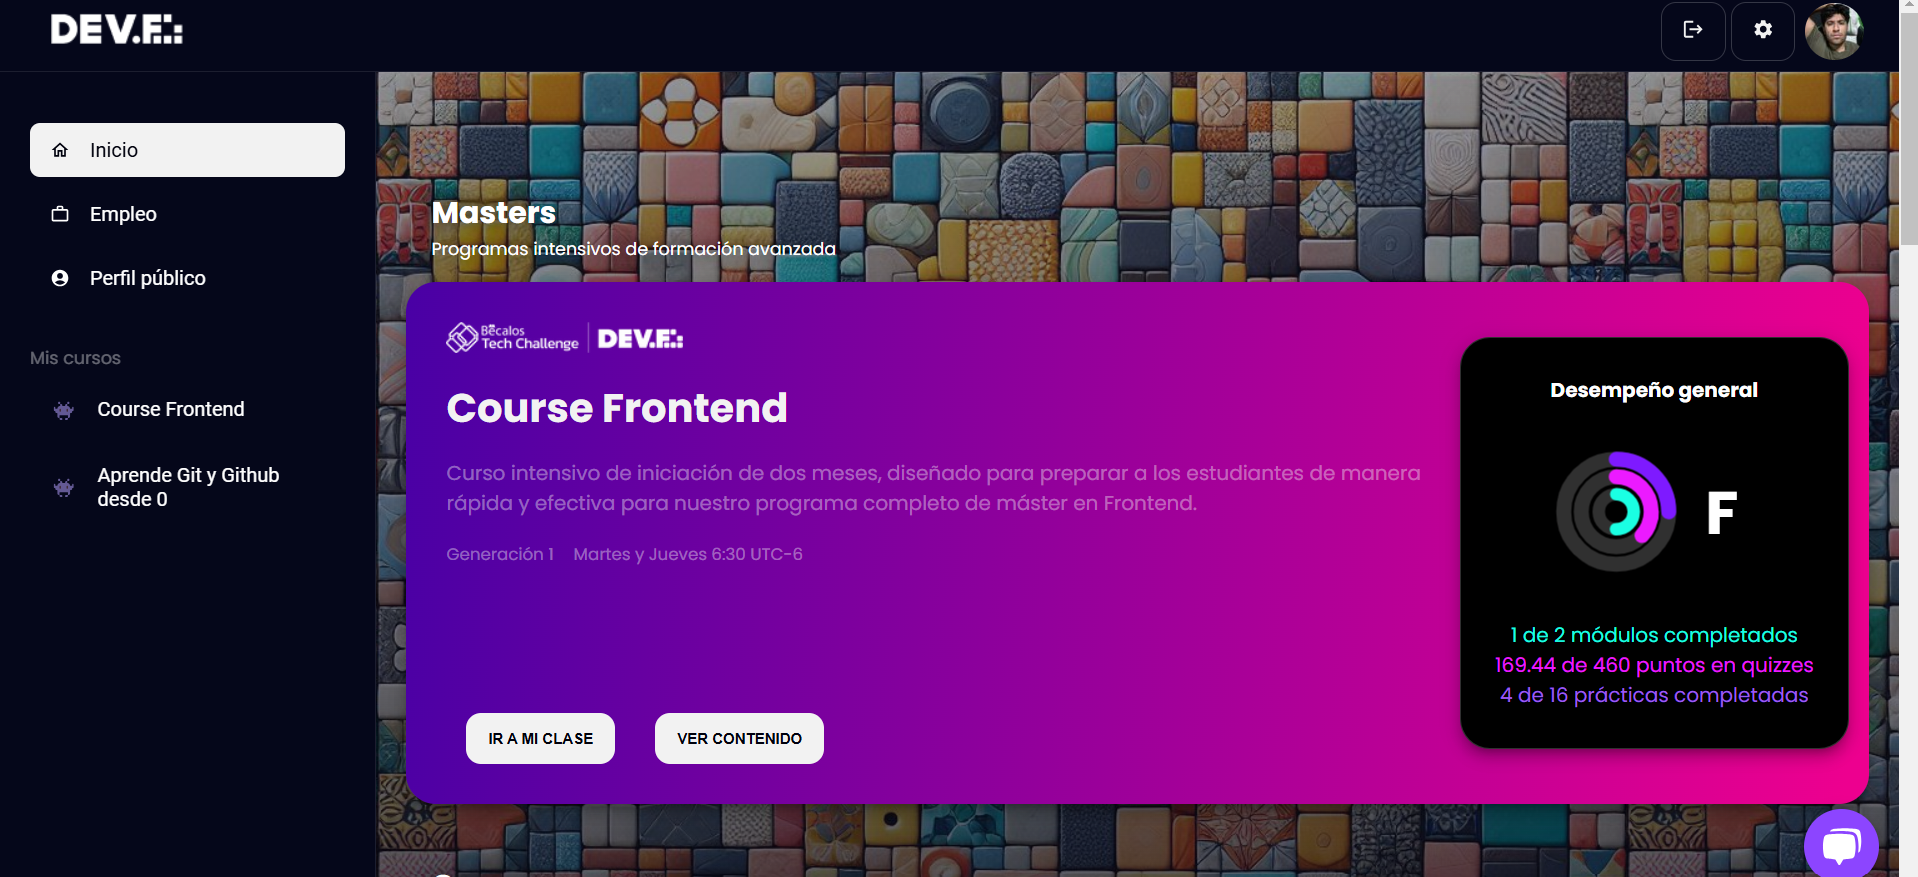 DEV.F.:
Inicio
Empleo
Perfil público
Mis cursos
Course Frontend
Aprende Git y Github
desde 0
Masters
Programas intensivos de formación avanzada
Bécalos
Tech Challenge
DEV.F.:
Course Frontend
Curso intensivo de iniciación de dos meses, diseñado para preparar a los estudiantes de manera
rápida y efectiva para nuestro programa completo de máster en Frontend.
Generación 1 Martes y Jueves 6:30 UTC-6
IR A MI CLASE
VER CONTENIDO
Desempeño general
F
1 de 2 módulos completados
169.44 de 460 puntos en quizzes
4 de 16 prácticas completadas